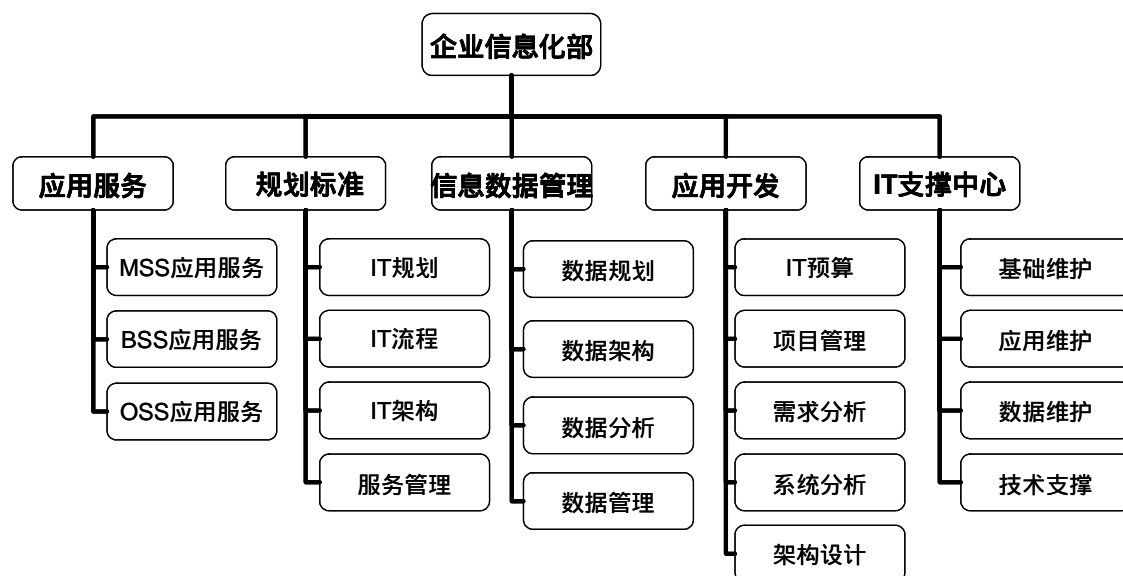 企业信息化部
应用服务
规划标准
信息数据管理
应用开发
IT支撑中心
MSS应用服务
BSS应用服务
OSS应用服务
IT规划
IT流程
IT架构
服务管理
数据规划
数据架构
数据分析
数据管理
IT预算
项目管理
需求分析
系统分析
架构设计
基础维护
应用维护
数据维护
技术支撑